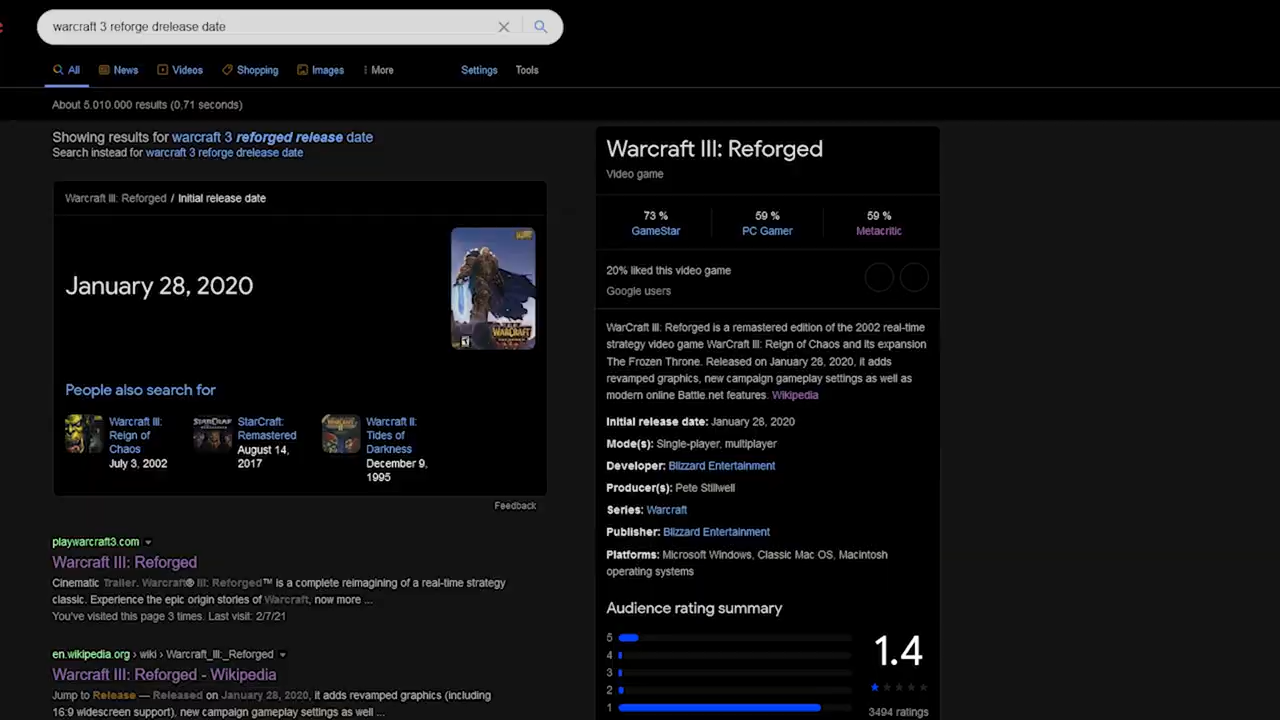 warcraft 3 reforge drelease date
All News Videos Shopping Images More Settings Tools
About 5.010.000 results (0,71 seconds)
Showing results for warcraft 3 reforged release date
Search instead for warcraft 3 reforge drelease date
Warcraft III: Reforged / Initial release date
January 28, 2020
WARCRAFT
People also search for
Warcraft III:
Reign of
Chaos
July 3, 2002
StarCraft:
Remastered
August 14,
2017
Warcraft II:
Tides of
Darkness
December 9,
1995
Feedback
playwarcraft3.com
Warcraft III: Reforged
Cinematic Trailer. Warcraft® III: Reforged™ is a complete reimagining of a real-time strategy
classic. Experience the epic origin stories of Warcraft, now more ...
You've visited this page 3 times. Last visit: 2/7/21
en.wikipedia.org › wiki › Warcraft_III:_Reforged
Warcraft III: Reforged - Wikipedia
Jump to Release — Released on January 28, 2020, it adds revamped graphics (including
16:9 widescreen support), new campaign gameplay settings as well ...
Warcraft III: Reforged
Video game
73 % 59 % 59 %
GameStar PC Gamer Metacritic
20% liked this video game
Google users
WarCraft III: Reforged is a remastered edition of the 2002 real-time
strategy video game WarCraft III: Reign of Chaos and its expansion
The Frozen Throne. Released on January 28, 2020, it adds
revamped graphics, new campaign gameplay settings as well as
modern online Battle.net features. Wikipedia
Initial release date: January 28, 2020
Mode(s): Single-player, multiplayer
Developer: Blizzard Entertainment
Producer(s): Pete Stillwell
Series: Warcraft
Publisher: Blizzard Entertainment
Platforms: Microsoft Windows, Classic Mac OS, Macintosh
operating systems
Audience rating summary
5
4
3
2
1
1.4
3494 ratings